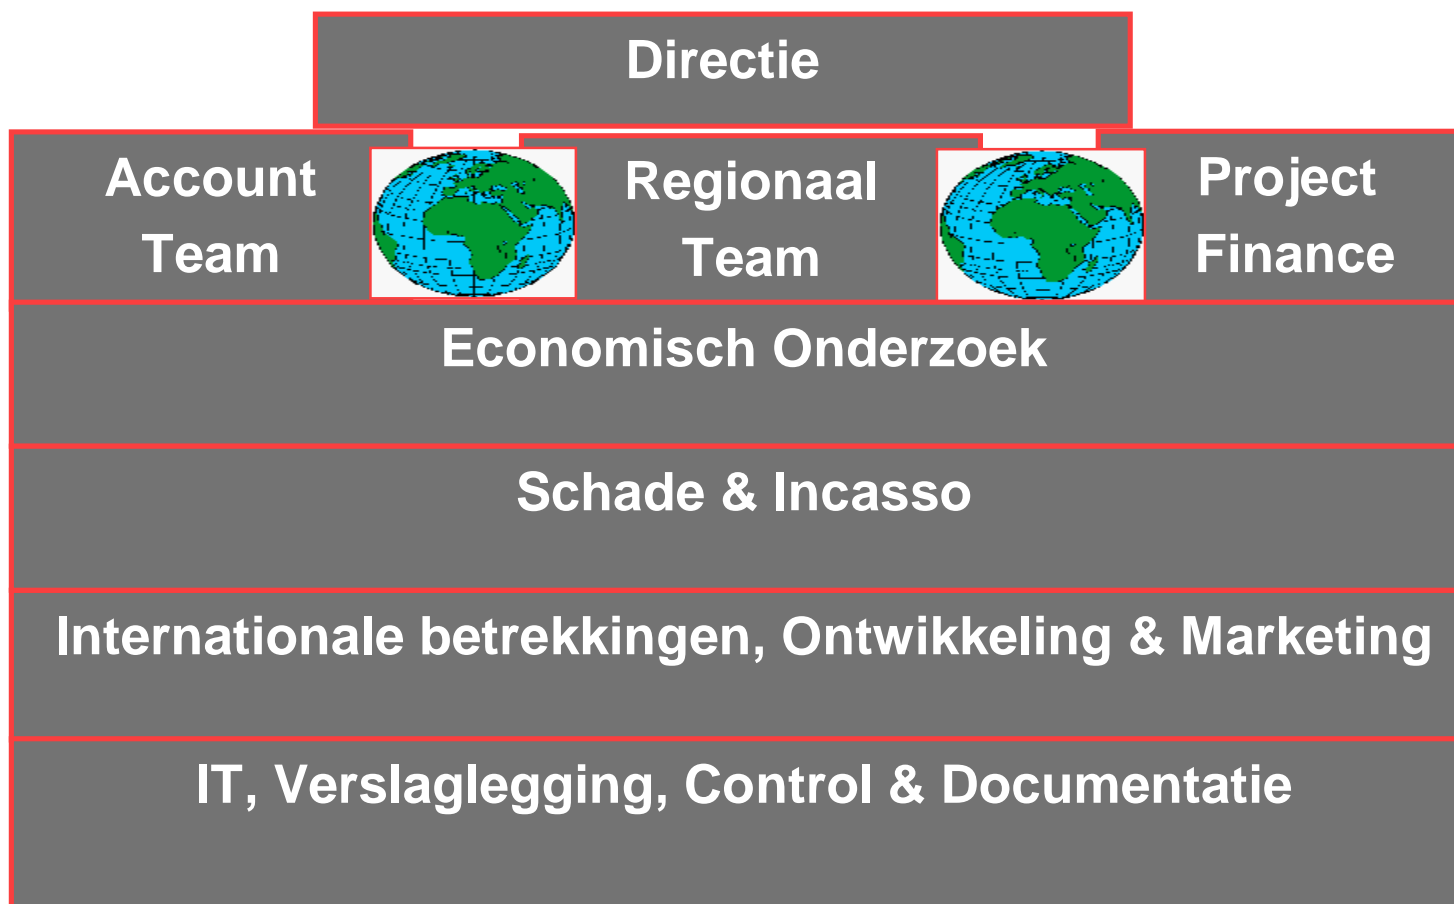 Directie
Account
Team
Regionaal
Team
Project
Finance
Economisch Onderzoek
Schade & Incasso
Internationale betrekkingen, Ontwikkeling & Marketing
IT, Verslaglegging, Control & Documentatie